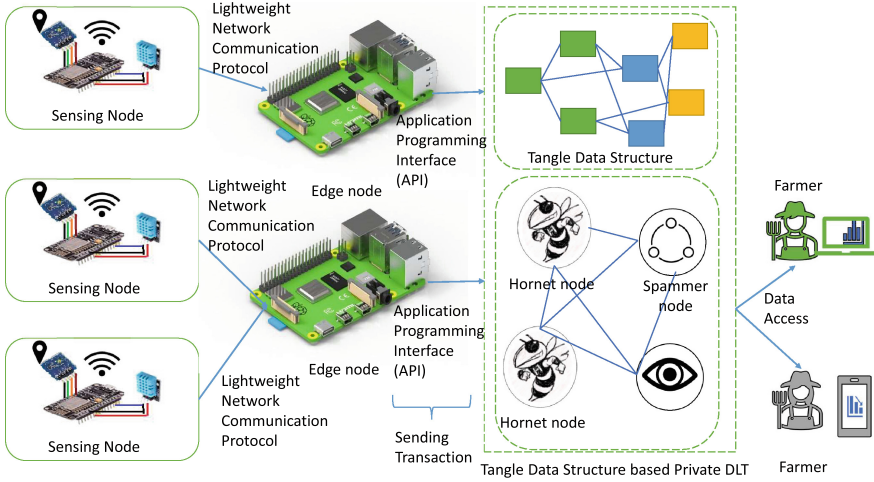 Lightweight
Network
Communication
Protocol
Sensing Node
Application
Programming
Interface
(API)
Edge node
Tangle Data Structure
Lightweight
Network
Communication
Protocol
Sensing Node
Application
Programming
Interface
(API)
Edge node
Hornet node
Spammer
node
Hornet node
Farmer
Data
Access
Lightweight
Network
Communication
Protocol
Sensing Node
Sending
Transaction
Tangle Data Structure based Private DLT
Farmer